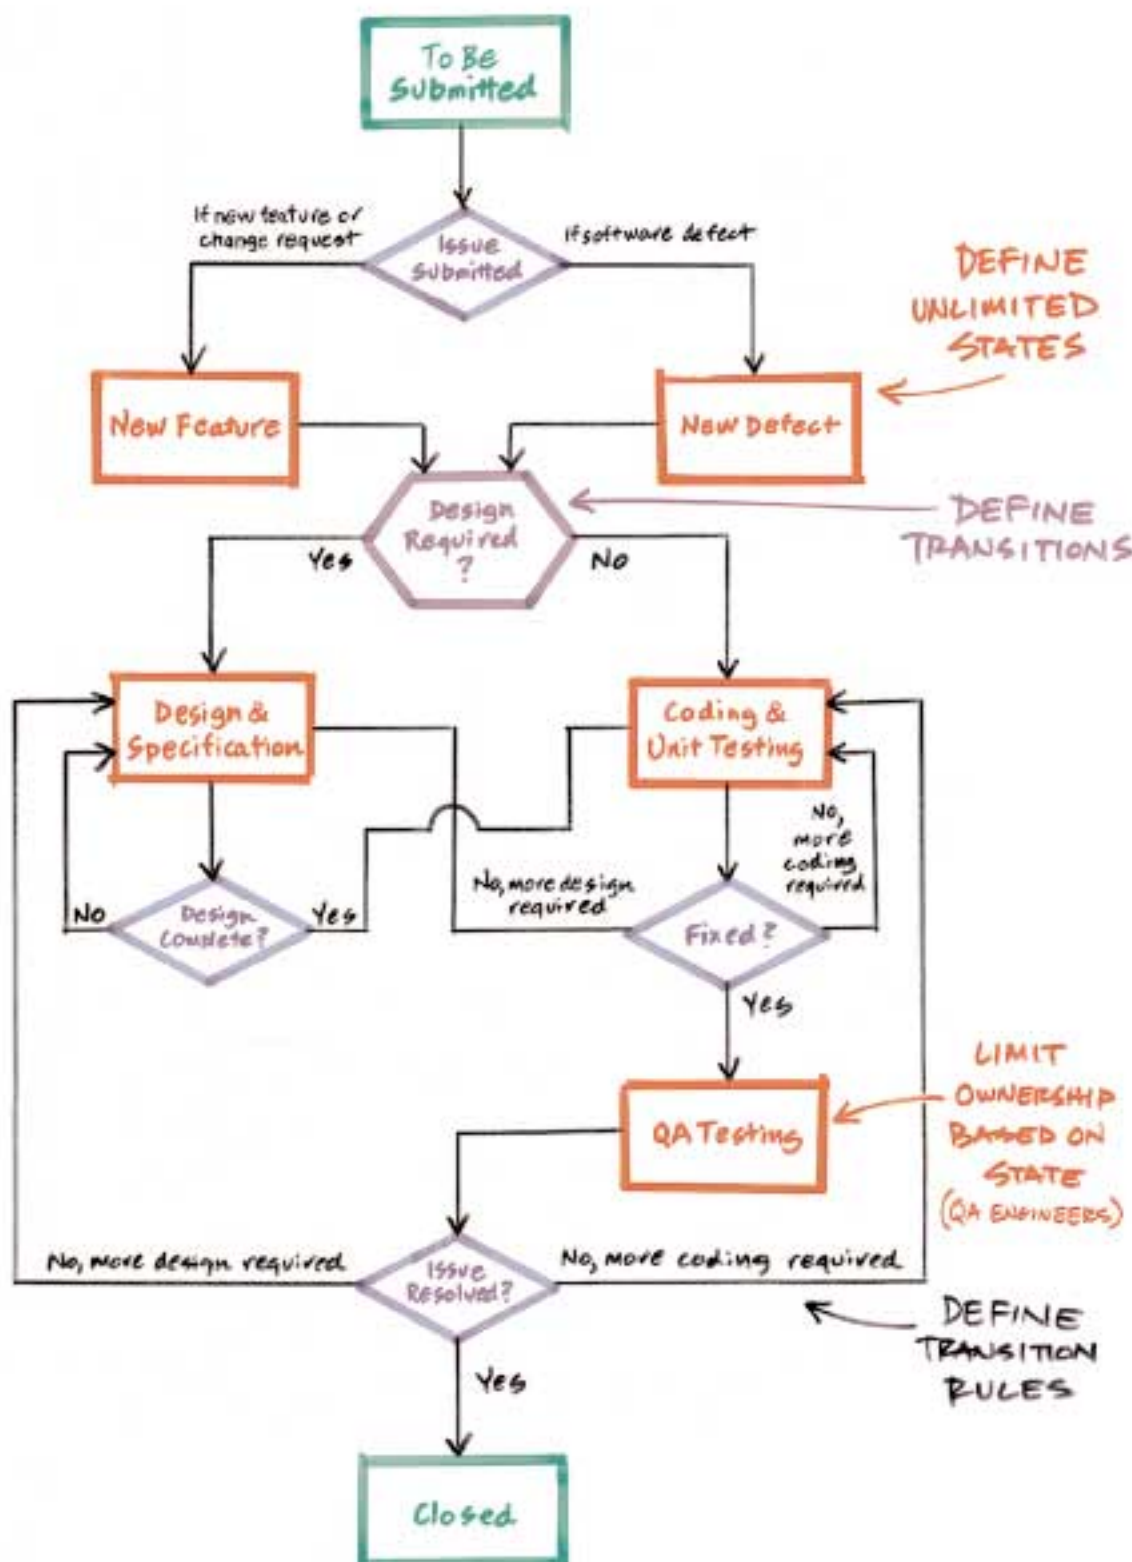 To Be
Submitted
If new feature or
change request
Issue
Submitted
If software defect
DEFINE
UNLIMITED
STATES
New Feature
New Defect
Design
Required
?
Yes
No
DEFINE
TRANSITIONS
Design &
Specification
Coding &
Unit Testing
No,
more
coding
required
No, more design
required
No
Design
Complete?
Yes
Fixed?
Yes
LIMIT
OWNERSHIP
BASED ON
STATE
(QA ENGINEERS)
QA Testing
No, more design required
Issue
Resolved?
No, more coding required
DEFINE
TRANSITION
RULES
Yes
Closed